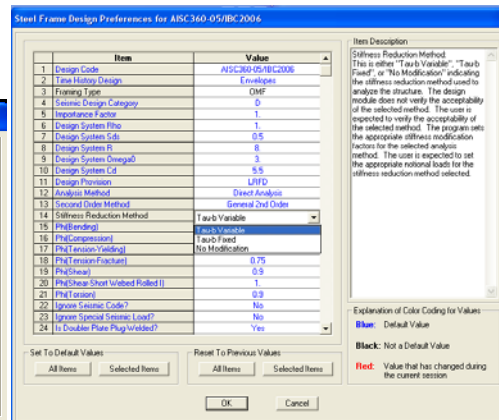 Steel Frame Design Preferences for AISC360-05/IBC2006
Item Value
1 Design Code AISC360-05/IBC2006
2 Time History Design Envelopes
3 Framing Type OMF
4 Seismic Design Category D
5 Importance Factor 1.
6 Design System Rho 1.
7 Design System Sds 0.5
8 Design System R 8.
9 Design System Omega0 3.
10 Design System Cd 5.5
11 Design Provision LRFD
12 Analysis Method Direct Analysis
13 Second Order Method General 2nd Order
14 Stiffness Reduction Method Tau-b Variable
15 Phi(Bending) Tau-b Variable
16 Phi(Compression) Tau-b Fixed
17 Phi(Tension-Yielding) No Modification
18 Phi(Tension-Fracture) 0.75
19 Phi(Shear) 0.9
20 Phi(Shear-Short Webed Rolled I) 1.
21 Phi(Torsion) 0.9
22 Ignore Seismic Code? No
23 Ignore Special Seismic Load? No
24 Is Doubler Plate Plug-Welded? Yes
Set To Default Values
All Items Selected Items
Reset To Previous Values
All Items Selected Items
OK Cancel
Item Description
Stiffness Reduction Method
This is either "Tau-b Variable", "Tau-b
Fixed", or "No Modification" indicating
the stiffness reduction method used to
analyze the structure. The design
module does not verify the acceptability
of the selected method. The user is
expected to verify the acceptability of
the selected method. The program sets
the appropriate stiffness modification
factors for the selected analysis
method. The user is expected to set
the appropriate notional loads for the
stiffness reduction method selected.
Explanation of Color Coding for Values
Blue: Default Value
Black: Not a Default Value
Red: Value that has changed during
the current session